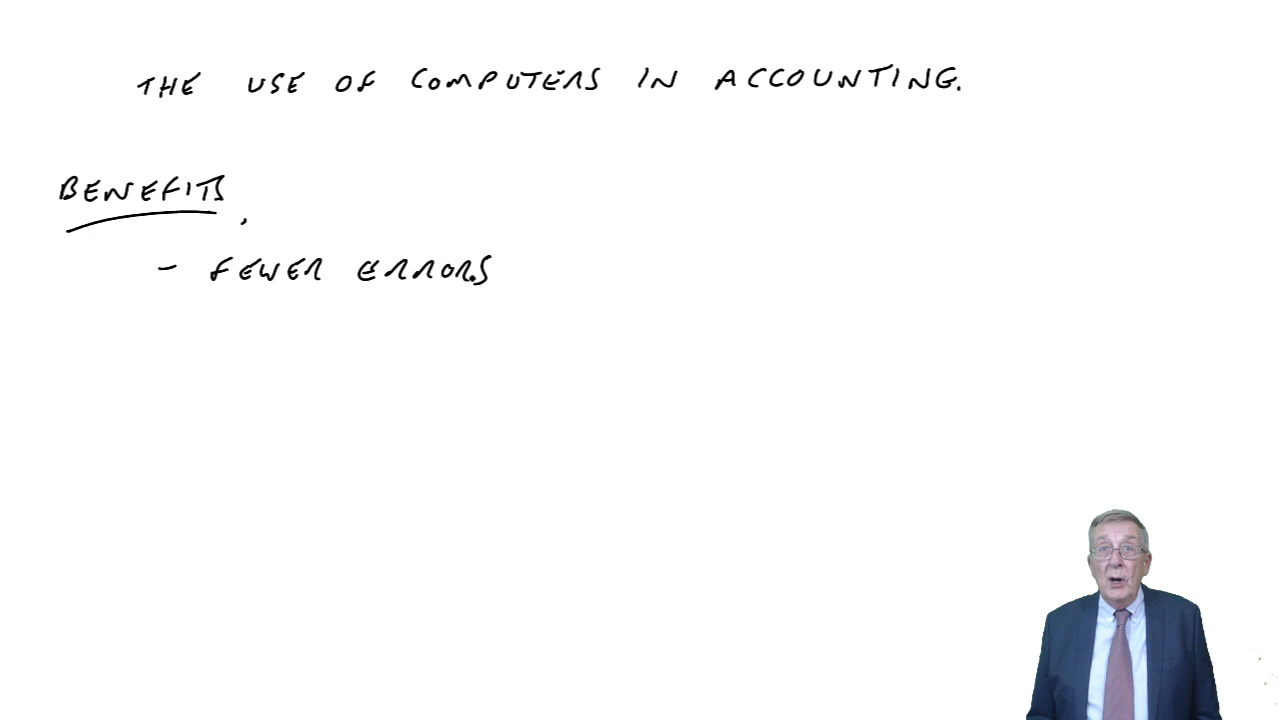 THE USE OF COMPUTERS IN ACCOUNTING.
BENEFITS
- FEWER ERRORS